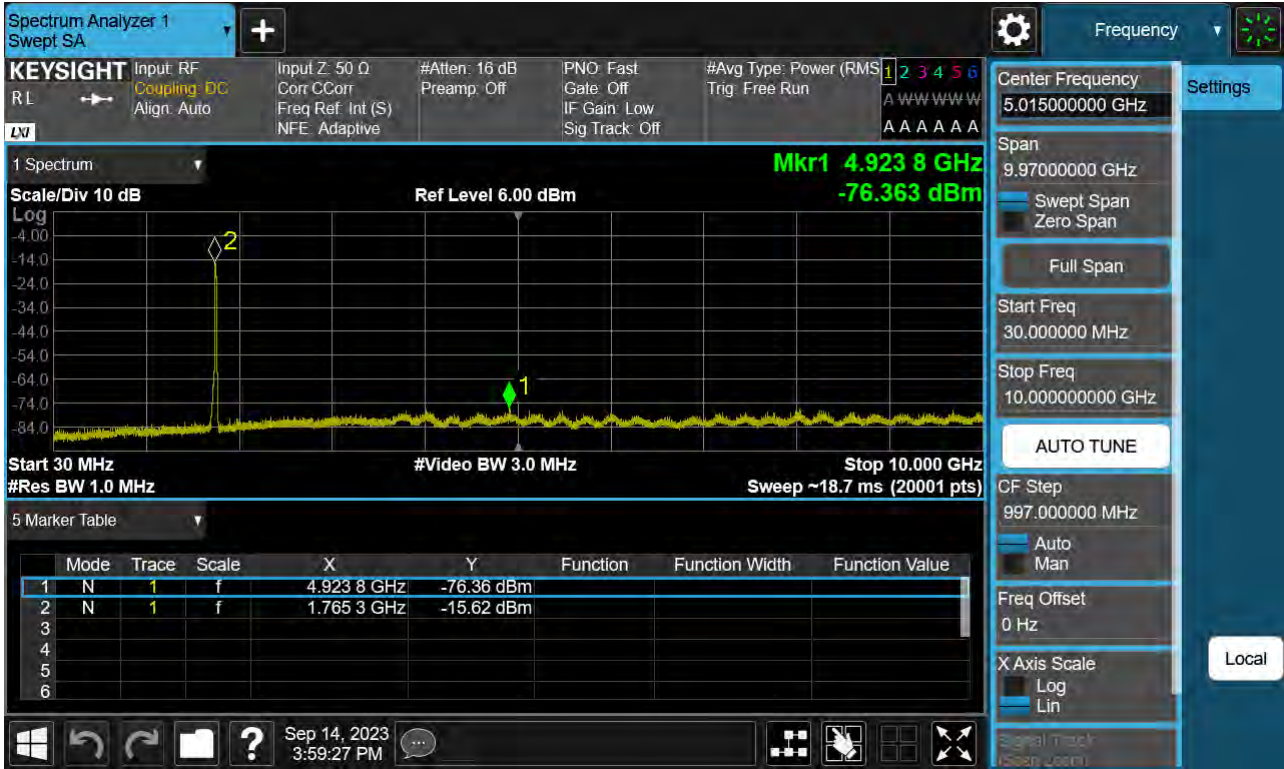 Spectrum Analyzer 1
Swept SA
+
Frequency
KEYSIGHT
RL
LXI
Input: RF
Coupling: DC
Align: Auto
Input Z: 50 Ω
Corr CCorr
Freq Ref: Int (S)
NFE: Adaptive
#Atten: 16 dB
Preamp: Off
PNO: Fast
Gate: Off
IF Gain: Low
Sig Track: Off
#Avg Type: Power (RMS
Trig: Free Run
1 2 3 4 5 6
A W W W W W
A A A A A A
Center Frequency
5.015000000 GHz
Settings
Span
9.97000000 GHz
Swept Span
Zero Span
Full Span
Start Freq
30.000000 MHz
Stop Freq
10.000000000 GHz
AUTO TUNE
CF Step
997.000000 MHz
Auto
Man
Freq Offset
0 Hz
X Axis Scale
Log
Lin
Local
1 Spectrum
Mkr1 4.923 8 GHz
-76.363 dBm
Scale/Div 10 dB
Ref Level 6.00 dBm
Log
-4.00
-14.0
-24.0
-34.0
-44.0
-54.0
-64.0
-74.0
-84.0
2
1
Start 30 MHz
#Video BW 3.0 MHz
Stop 10.000 GHz
#Res BW 1.0 MHz
Sweep ~18.7 ms (20001 pts)
5 Marker Table
Mode Trace Scale X Y Function Function Width Function Value
1 N 1 f 4.923 8 GHz -76.36 dBm
2 N 1 f 1.765 3 GHz -15.62 dBm
3
4
5
6
?
Sep 14, 2023
3:59:27 PM